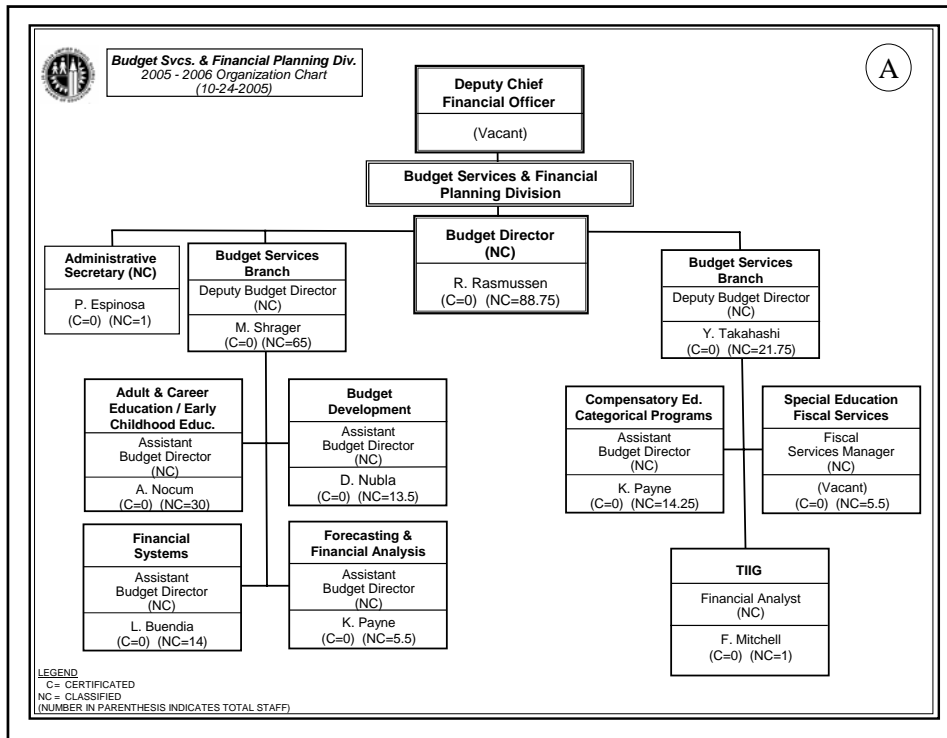 Budget Svcs. & Financial Planning Div.
2005 - 2006 Organization Chart
(10-24-2005)
A
Deputy Chief
Financial Officer
(Vacant)
Budget Services & Financial
Planning Division
Budget Director
(NC)
R. Rasmussen
(C=0) (NC=88.75)
Administrative
Secretary (NC)
P. Espinosa
(C=0) (NC=1)
Budget Services
Branch
Deputy Budget Director
(NC)
M. Shrager
(C=0) (NC=65)
Budget Services
Branch
Deputy Budget Director
(NC)
Y. Takahashi
(C=0) (NC=21.75)
Adult & Career
Education / Early
Childhood Educ.
Assistant
Budget Director
(NC)
A. Nocum
(C=0) (NC=30)
Budget
Development
Assistant
Budget Director
(NC)
D. Nubla
(C=0) (NC=13.5)
Compensatory Ed.
Categorical Programs
Assistant
Budget Director
(NC)
K. Payne
(C=0) (NC=14.25)
Special Education
Fiscal Services
Fiscal
Services Manager
(NC)
(Vacant)
(C=0) (NC=5.5)
Financial
Systems
Assistant
Budget Director
(NC)
L. Buendia
(C=0) (NC=14)
Forecasting &
Financial Analysis
Assistant
Budget Director
(NC)
K. Payne
(C=0) (NC=5.5)
TIIG
Financial Analyst
(NC)
F. Mitchell
(C=0) (NC=1)
LEGEND
C = CERTIFICATED
NC = CLASSIFIED
(NUMBER IN PARENTHESIS INDICATES TOTAL STAFF)